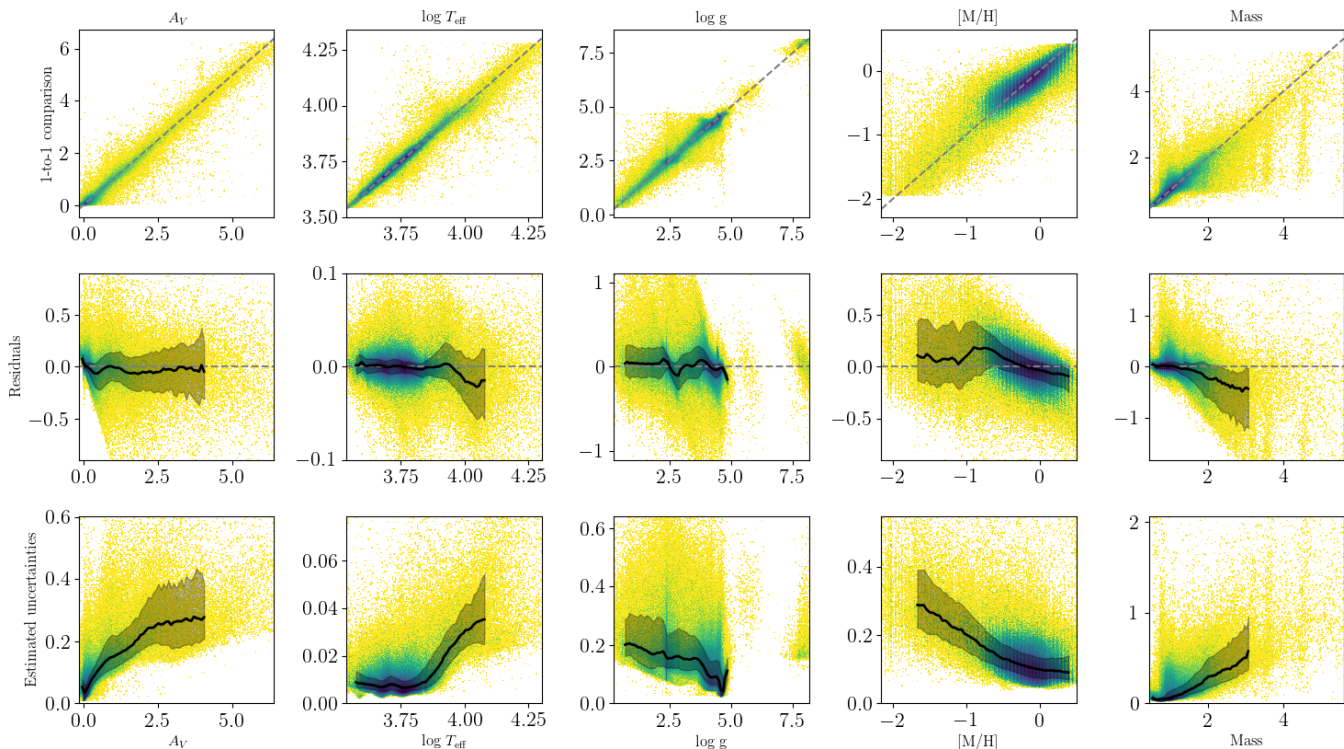 $A_V$
log $T_{\rm eff}$
log g
[M/H]
Mass
1-to-1 comparison
6
4
2
0
0.0 2.5 5.0
4.25
4.00
3.75
3.50
3.75 4.00 4.25
7.5
5.0
2.5
0.0
2.5 5.0 7.5
0
−1
−2
−2 −1 0
4
2
2 4
Residuals
0.5
0.0
−0.5
0.0 2.5 5.0
0.1
0.0
−0.1
3.75 4.00 4.25
1
0
−1
2.5 5.0 7.5
0.5
0.0
−0.5
−2 −1 0
1
0
−1
2 4
Estimated uncertainties
0.6
0.4
0.2
0.0
0.0 2.5 5.0
0.06
0.04
0.02
0.00
3.75 4.00 4.25
0.6
0.4
0.2
0.0
2.5 5.0 7.5
0.4
0.2
0.0
−2 −1 0
2
1
0
2 4
$A_V$
log $T_{\rm eff}$
log g
[M/H]
Mass